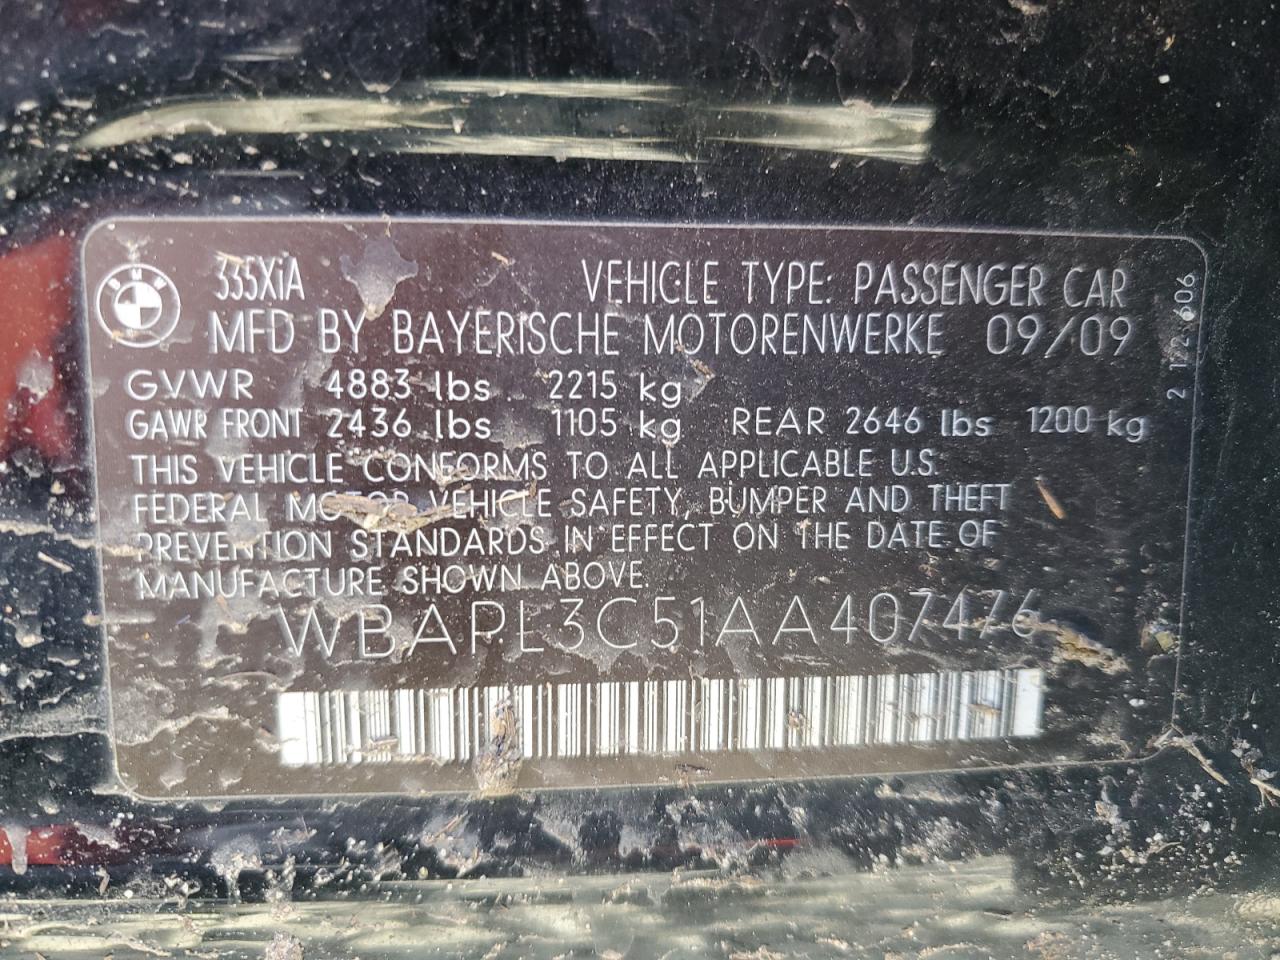 BMW
335XiA VEHICLE TYPE: PASSENGER CAR
MFD BY BAYERISCHE MOTORENWERKE 09/09
GVWR 4883 lbs 2215 kg
GAWR FRONT 2436 lbs 1105 kg REAR 2646 lbs 1200 kg
THIS VEHICLE CONFORMS TO ALL APPLICABLE U.S.
FEDERAL MOTOR VEHICLE SAFETY, BUMPER AND THEFT
PREVENTION STANDARDS IN EFFECT ON THE DATE OF
MANUFACTURE SHOWN ABOVE.
WBAPL3C51AA407476